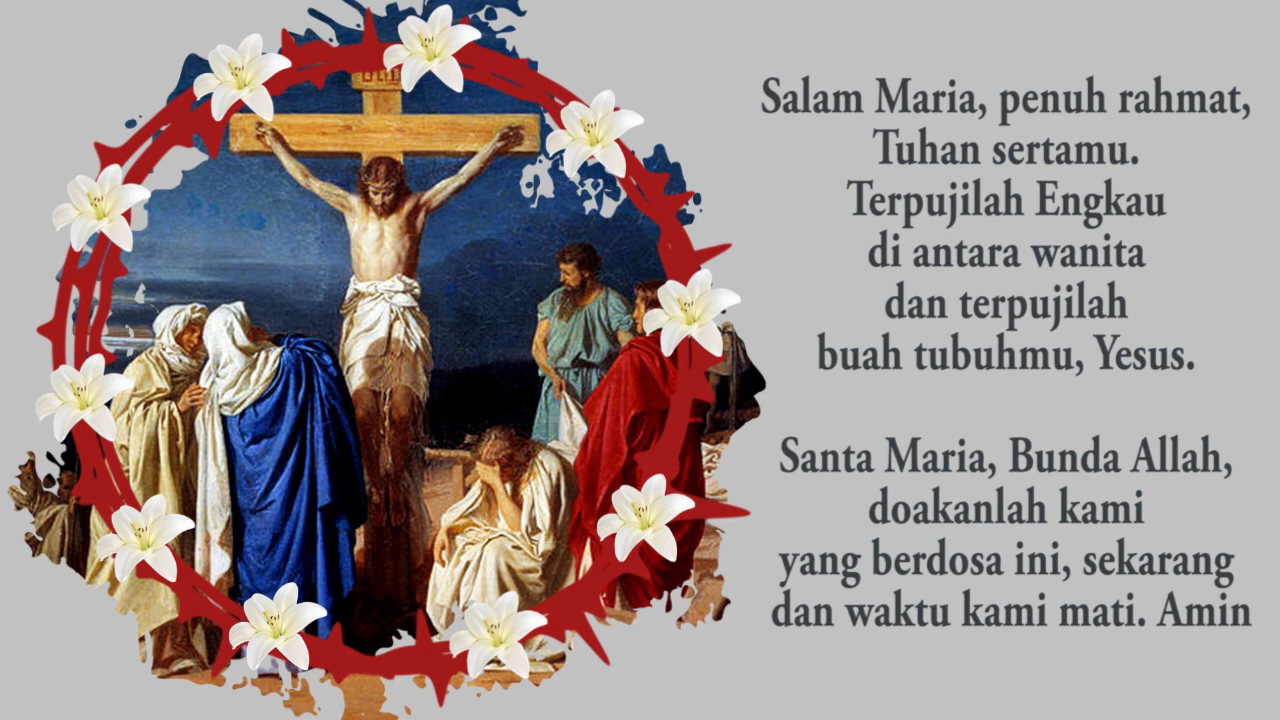 Salam Maria, penuh rahmat,
Tuhan sertamu.
Terpujilah Engkau
di antara wanita
dan terpujilah
buah tubuhmu, Yesus.
Santa Maria, Bunda Allah,
doakanlah kami
yang berdosa ini, sekarang
dan waktu kami mati. Amin